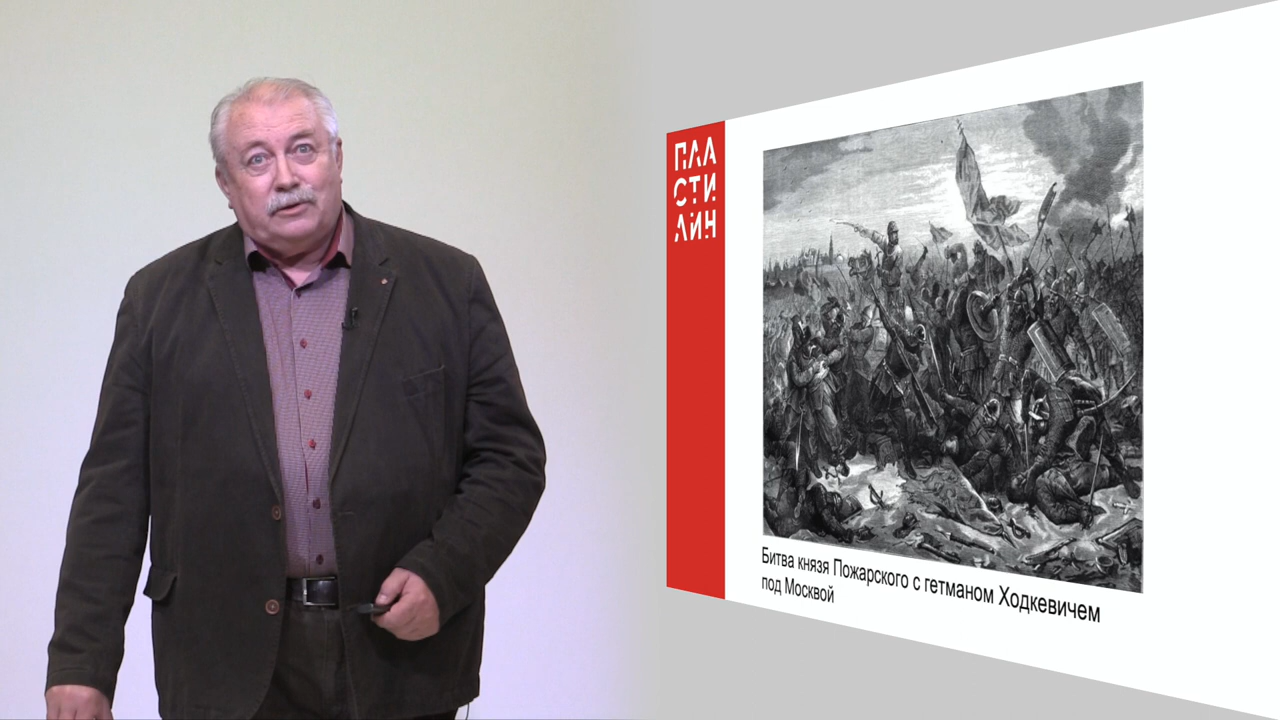 ПЛА
СТИ
ЛИН
Битва князя Пожарского с гетманом Ходкевичем
под Москвой